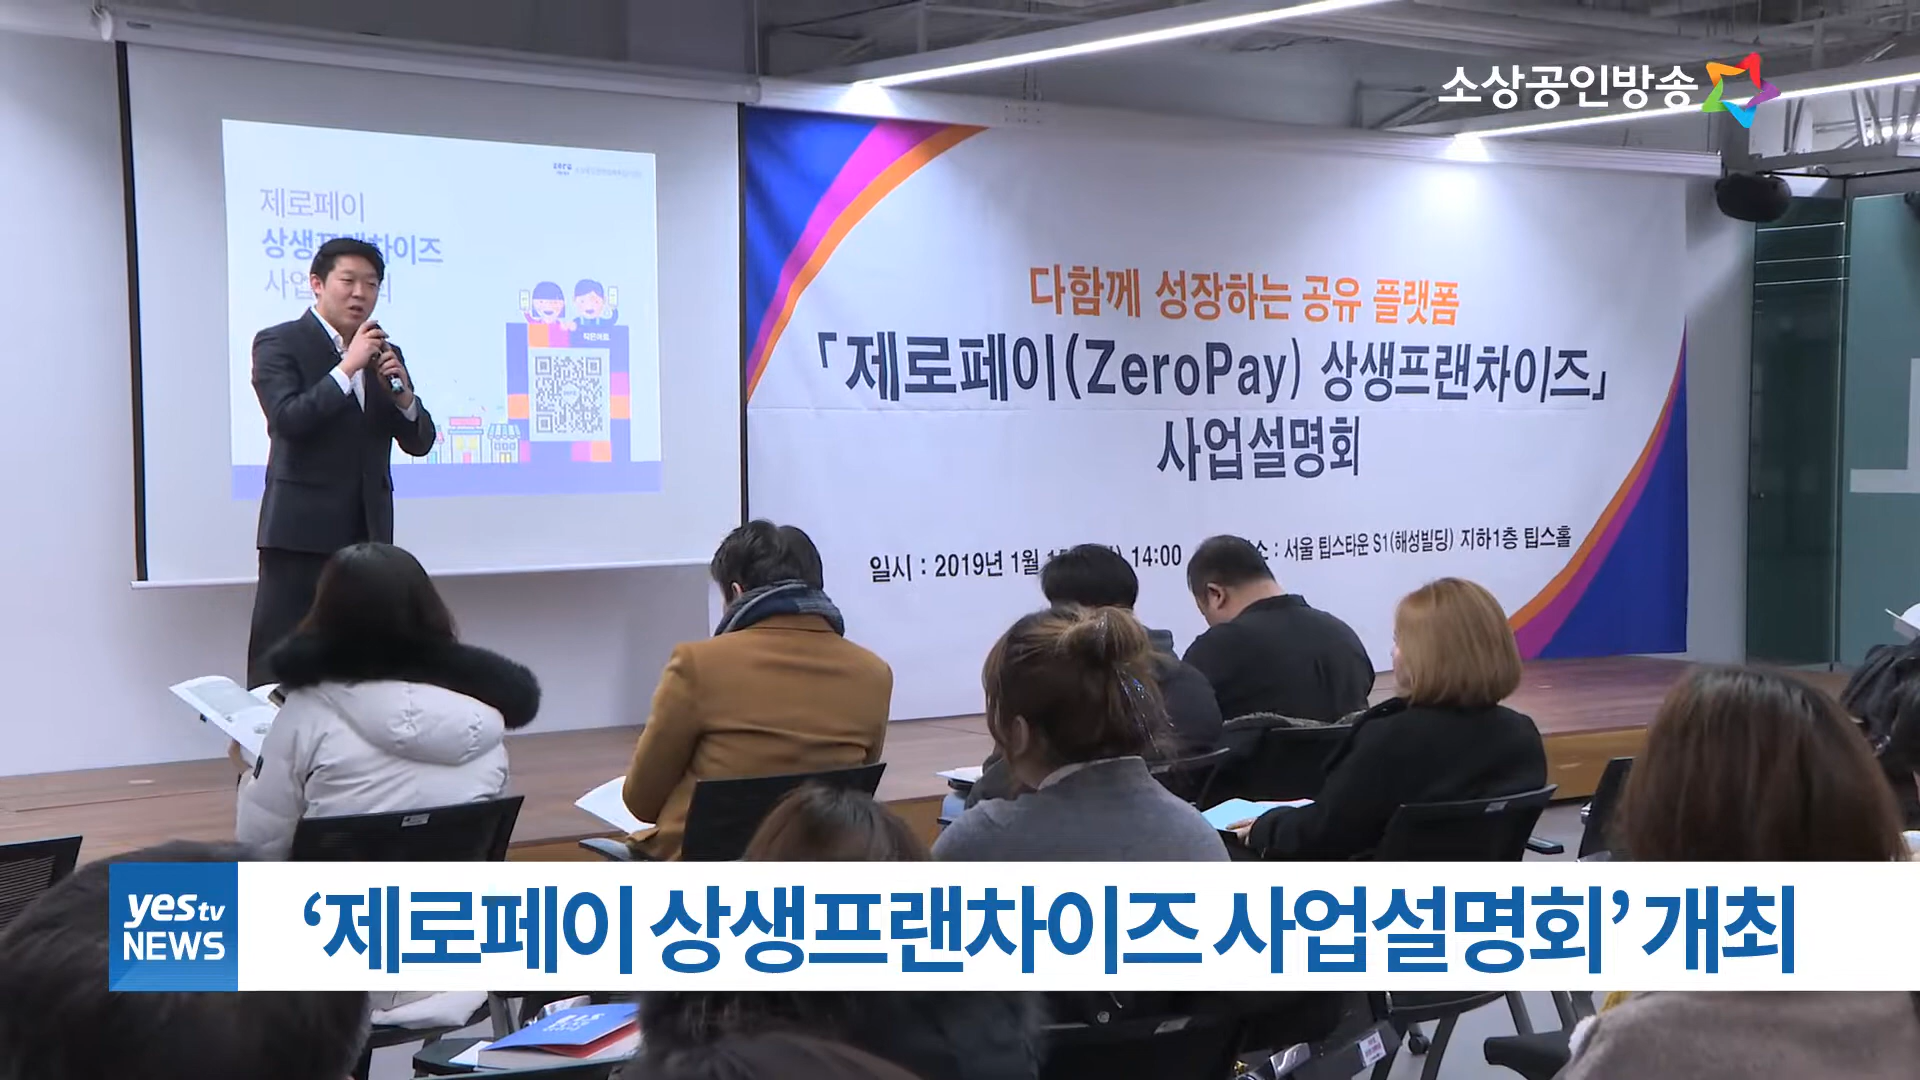 소상공인방송
zero
제로페이
상생프랜차이즈
사업
다함께 성장하는 공유 플랫폼
「제로페이(ZeroPay) 상생프랜차이즈」
사업설명회
일시 : 2019년 1월 14:00
: 서울 팁스타운 S1(해성빌딩) 지하1층 팁스홀
yes tv
NEWS
‘제로페이 상생프랜차이즈 사업설명회’ 개최